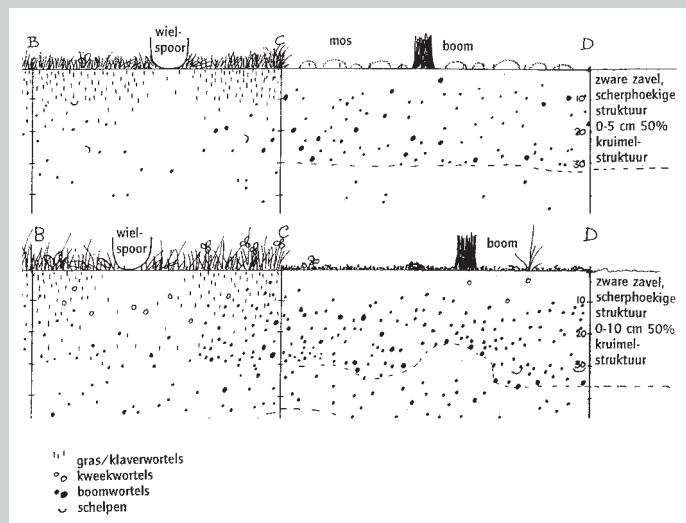 B
wiel-
spoor
C
mos
boom
D
zware zavel,
scherphoekige
struktuur
0-5 cm 50%
kruimel-
struktuur
10
20
30
B
wiel-
spoor
C
boom
D
zware zavel,
scherphoekige
struktuur
0-10 cm 50%
kruimel-
struktuur
10
20
30
gras/klaverwortels
kweekwortels
boomwortels
schelpen